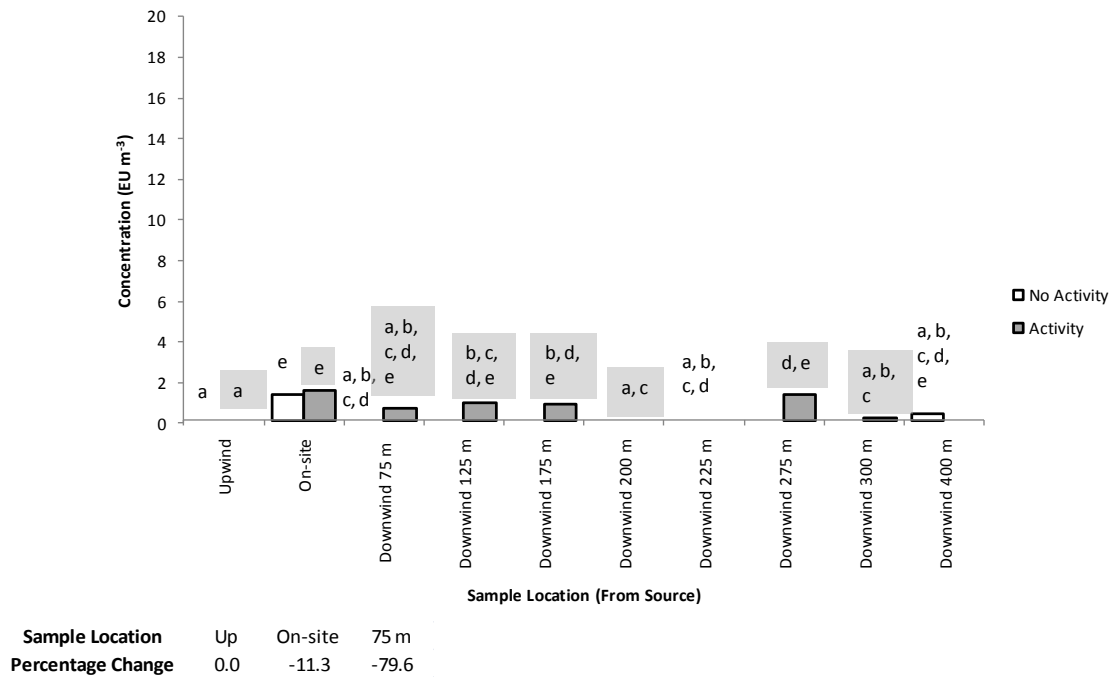 20
18
16
14
12
10
8
6
4
2
0
Concentration (EU m-3)
a
a
e
e
a, b,
c, d
a, b,
c, d,
e
b, c,
d, e
b, d,
e
a, c
a, b,
c, d
d, e
a, b,
c
a, b,
c, d,
e
No Activity
Activity
Upwind
On-site
Downwind 75 m
Downwind 125 m
Downwind 175 m
Downwind 200 m
Downwind 225 m
Downwind 275 m
Downwind 300 m
Downwind 400 m
Sample Location (From Source)
Sample Location Up On-site 75 m
Percentage Change 0.0 -11.3 -79.6